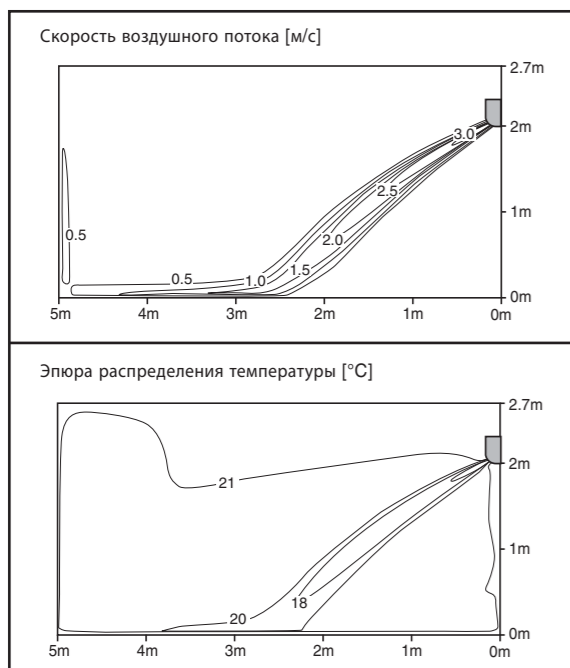 Скорость воздушного потока [м/с]
2.7m
2m
3.0
2.5
1m
2.0
0.5
1.5
0.5
1.0
0m
5m 4m 3m 2m 1m 0m
Эпюра распределения температуры [°C]
2.7m
2m
21
1m
18
20
0m
5m 4m 3m 2m 1m 0m